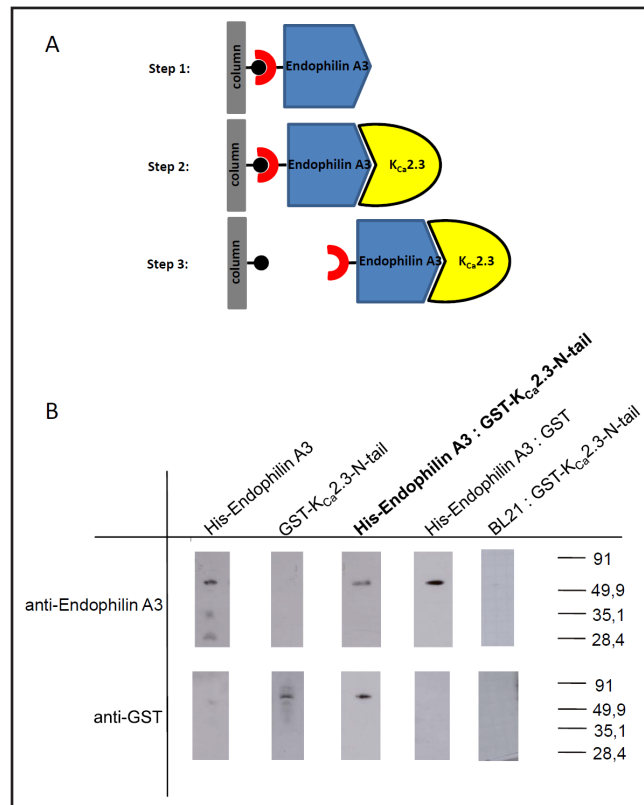 A
Step 1:
column
Endophilin A3
Step 2:
column
Endophilin A3
KCa2.3
Step 3:
column
Endophilin A3
KCa2.3
B
His-Endophilin A3
GST-KCa2.3-N-tail
His-Endophilin A3 : GST-KCa2.3-N-tail
His-Endophilin A3 : GST
BL21 : GST-KCa2.3-N-tail
anti-Endophilin A3
91
49,9
35,1
28,4
anti-GST
91
49,9
35,1
28,4